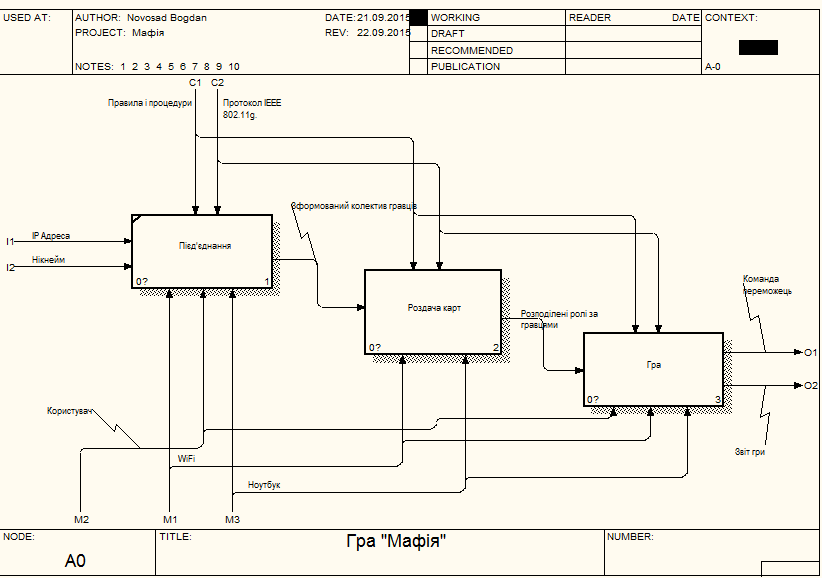 USED AT:
AUTHOR: Novosad Bogdan
DATE: 21.09.2015
WORKING
READER
DATE
CONTEXT:
PROJECT: Мафія
REV: 22.09.2015
DRAFT
RECOMMENDED
NOTES: 1 2 3 4 5 6 7 8 9 10
PUBLICATION
A-0
C1
C2
Правила і процедури
Протокол IEEE
802.11g.
Зформований колектив гравців
I1
IP Адреса
I2
Нікнейм
Під'єднання
0?
1
Роздача карт
0?
2
Розподілені ролі за
гравцями
Команда
переможець
Гра
0?
3
O1
O2
Звіт гри
Користувач
WiFi
Ноутбук
M2
M1
M3
NODE:
A0
TITLE:
Гра "Мафія"
NUMBER: